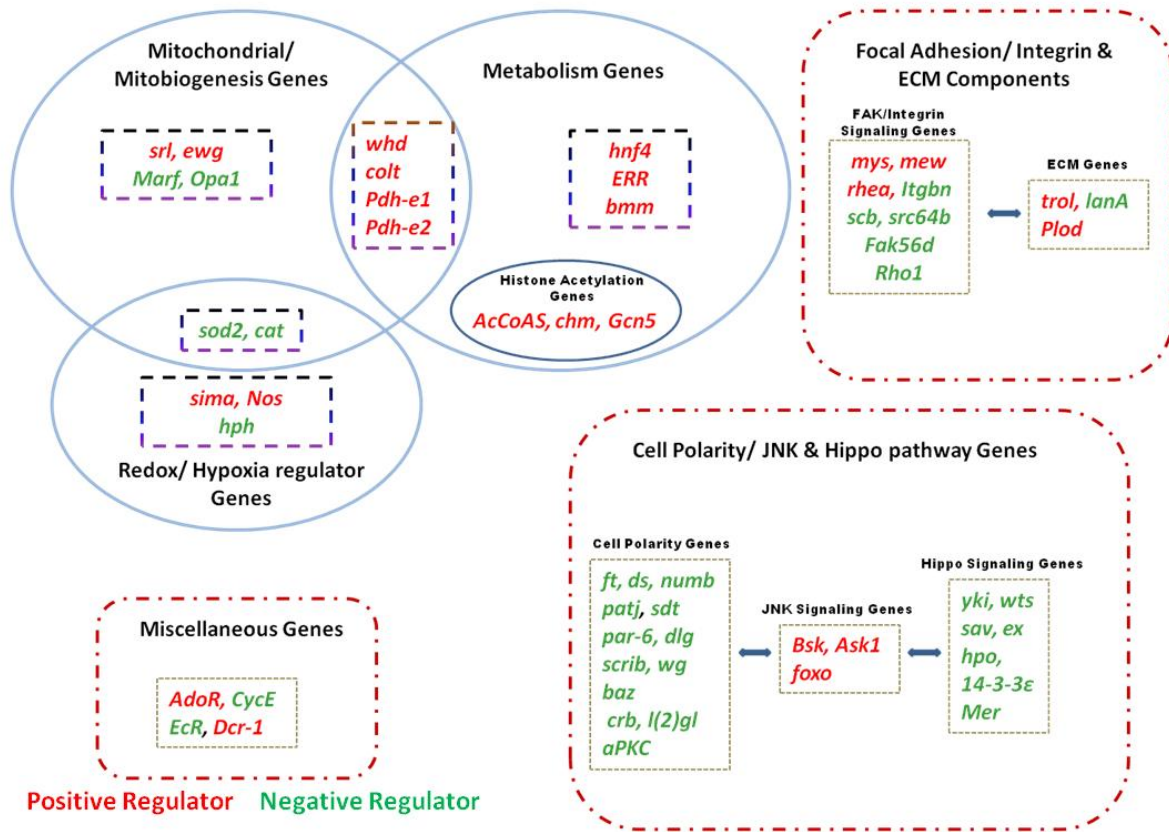 Mitochondrial/
Mitobiogenesis Genes
srl, ewg
Marf, Opa1
whd
colt
Pdh-e1
Pdh-e2
Metabolism Genes
hnf4
ERR
bmm
Histone Acetylation
Genes
AcCoAS, chm, Gcn5
sod2, cat
sima, Nos
hph
Redox/ Hypoxia regulator
Genes
Focal Adhesion/ Integrin &
ECM Components
FAK/Integrin
Signaling Genes
mys, mew
rhea, Itgbn
scb, src64b
Fak56d
Rho1
ECM Genes
trol, lanA
Plod
Cell Polarity/ JNK & Hippo pathway Genes
Cell Polarity Genes
ft, ds, numb
patj, sdt
par-6, dlg
scrib, wg
baz
crb, l(2)gl
aPKC
JNK Signaling Genes
Bsk, Ask1
foxo
Hippo Signaling Genes
yki, wts
sav, ex
hpo,
14-3-3ε
Mer
Miscellaneous Genes
AdoR, CycE
EcR, Dcr-1
Positive Regulator Negative Regulator